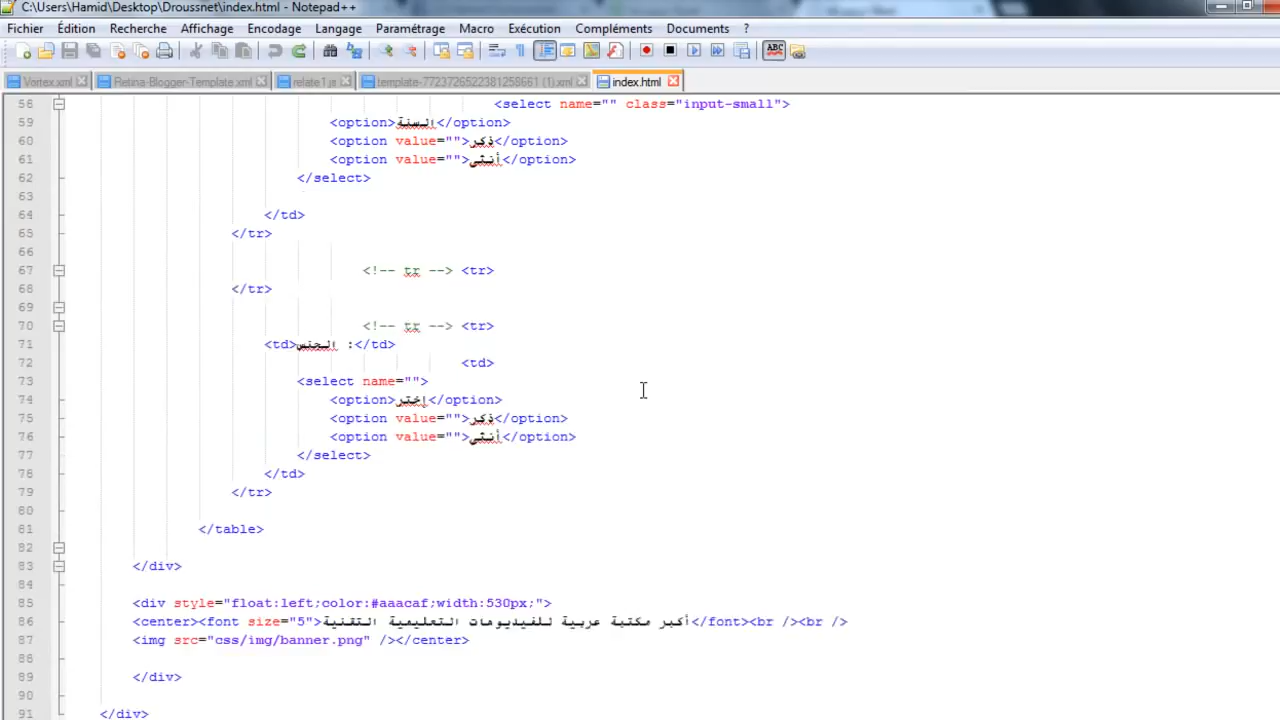 C:\Users\Hamid\Desktop\Droussnet\index.html - Notepad++
Fichier Édition Recherche Affichage Encodage Langage Paramétrage Macro Exécution Compléments Documents ?
ABC
Vortex.xml Retina-Blogger-Template.xml relate1.js template-7723726522381258661 (1).xml index.html
56 <select name="" class="input-small">
59 <option>السنة</option>
60 <option value="">ذكر</option>
61 <option value="">أنثى</option>
62 </select>
63
64 </td>
65 </tr>
66
67 <!-- tr --> <tr>
68 </tr>
69
70 <!-- tr --> <tr>
71 <td>الجنس :</td>
72 <td>
73 <select name="">
74 <option>إختر</option>
75 <option value="">ذكر</option>
76 <option value="">أنثى</option>
77 </select>
78 </td>
79 </tr>
80
81 </table>
82
83 </div>
84
85 <div style="float:left;color:#aaacaf;width:530px;">
86 <center><font size="5">أكبر مكتبة عربية للفيديوهات التعليمية التقنية</font><br /><br />
87 <img src="css/img/banner.png" /></center>
88
89 </div>
90
91 </div>